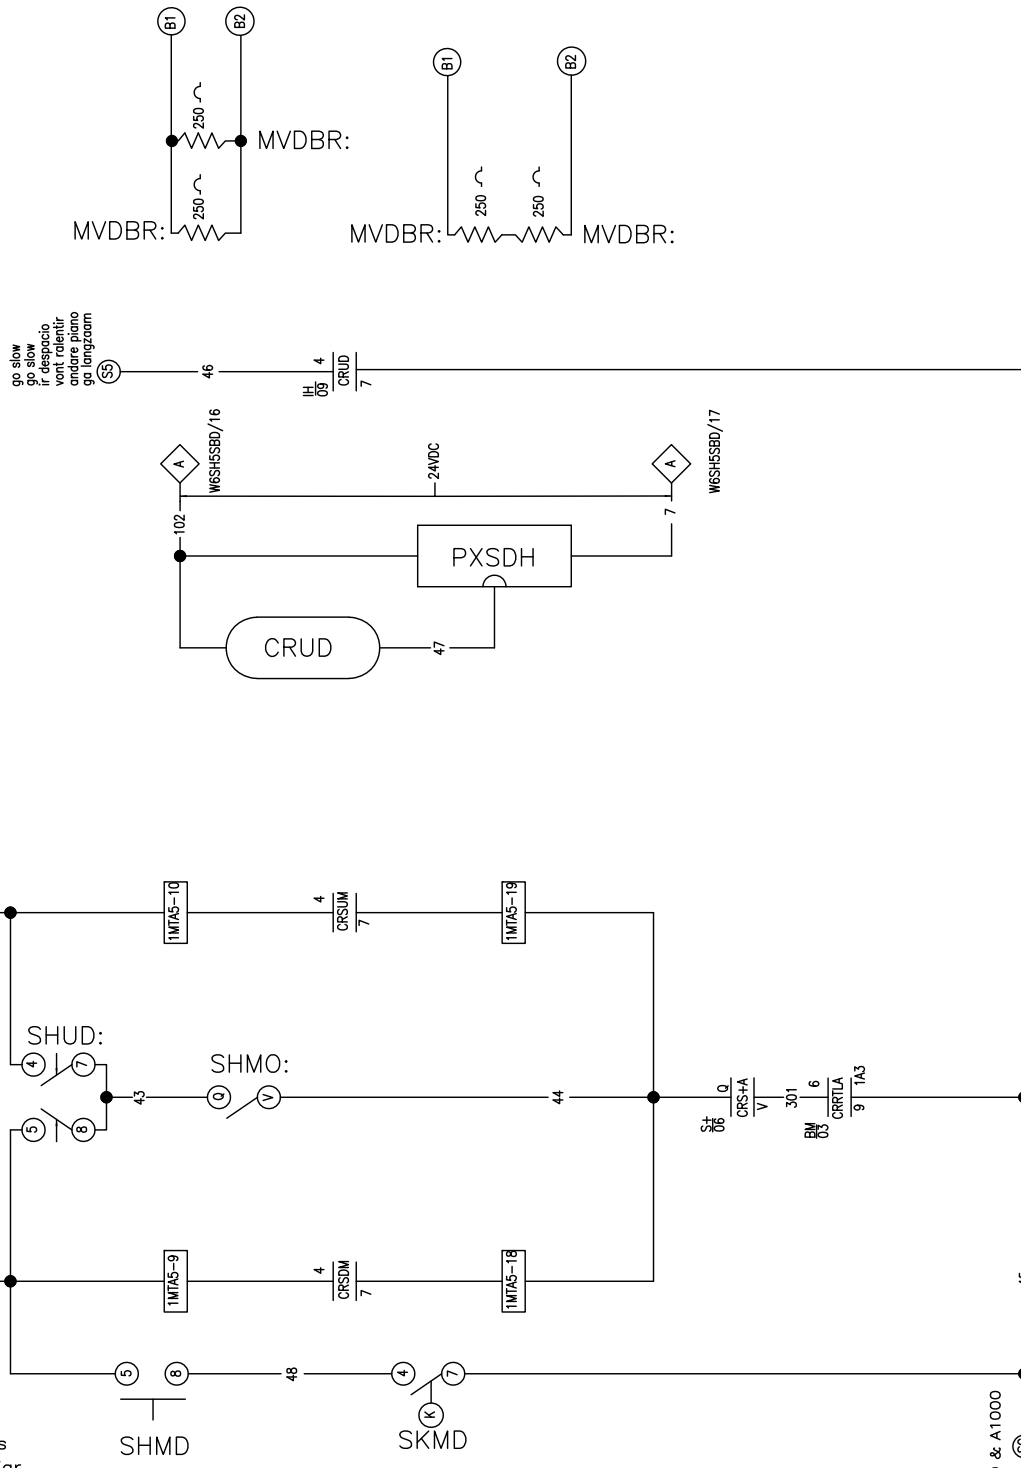 B1
B2
250
MVDBR:
250
MVDBR:
B1
B2
250
250
MVDBR:
MVDBR:
go slow
go slow
ir despacio
vont ralentir
andare piano
ga langzaam
S5
46
IH
09
4
CRUD
7
A
W6SH5SBD/16
24VDC
A
W6SH5SBD/17
102
7
PXSDH
CRUD
47
1MTA5-10
4
CRSUM
7
1MTA5-19
SHUD:
4
7
5
8
43
SHMO:
Q
V
44
S+
06
Q
CRS+A
V
301
BM
03
6
CRRTLA
9
1A3
1MTA5-9
4
CRSDM
7
1MTA5-18
5
8
SHMD
48
4
7
K
SKMD
& A1000